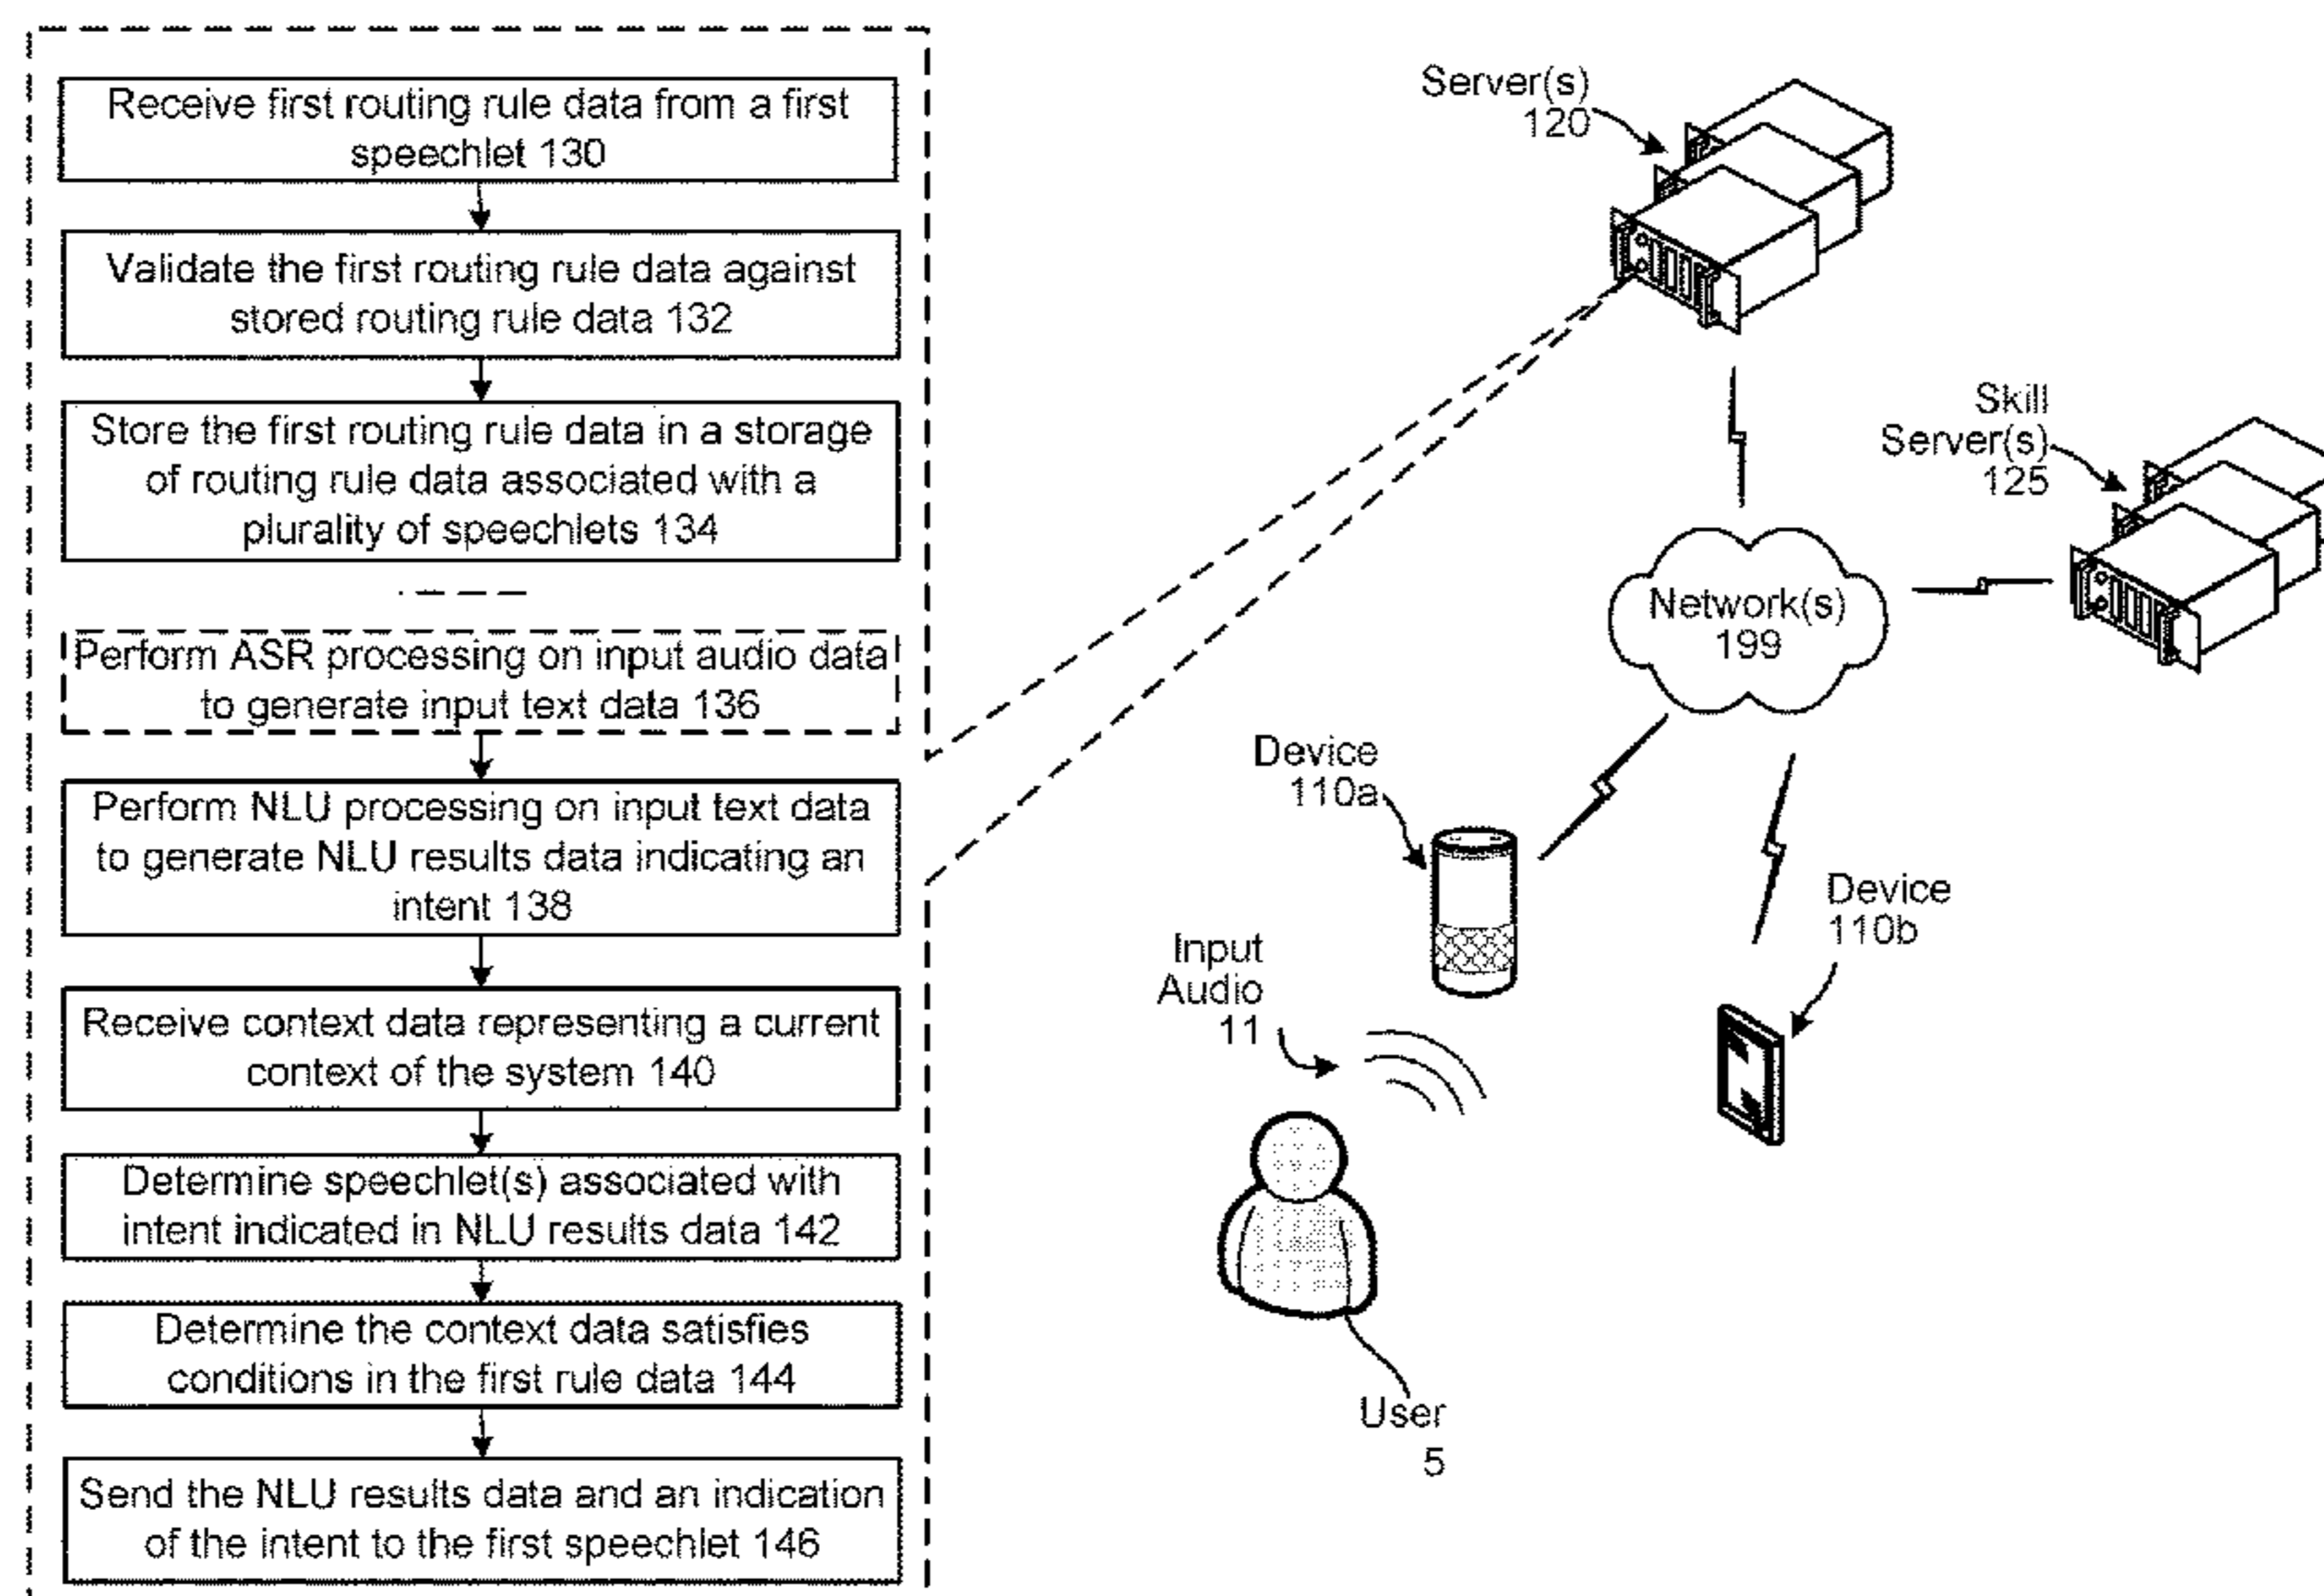 Receive first routing rule data from a first
speechlet 130
Validate the first routing rule data against
stored routing rule data 132
Store the first routing rule data in a storage
of routing rule data associated with a
plurality of speechlets 134
Perform ASR processing on input audio data
to generate input text data 136
Perform NLU processing on input text data
to generate NLU results data indicating an
intent 138
Receive context data representing a current
context of the system 140
Determine speechlet(s) associated with
intent indicated in NLU results data 142
Determine the context data satisfies
conditions in the first rule data 144
Send the NLU results data and an indication
of the intent to the first speechlet 146
Server(s)
120
Skill
Server(s)
125
Network(s)
199
Device
110a
Device
110b
Input
Audio
11
User
5